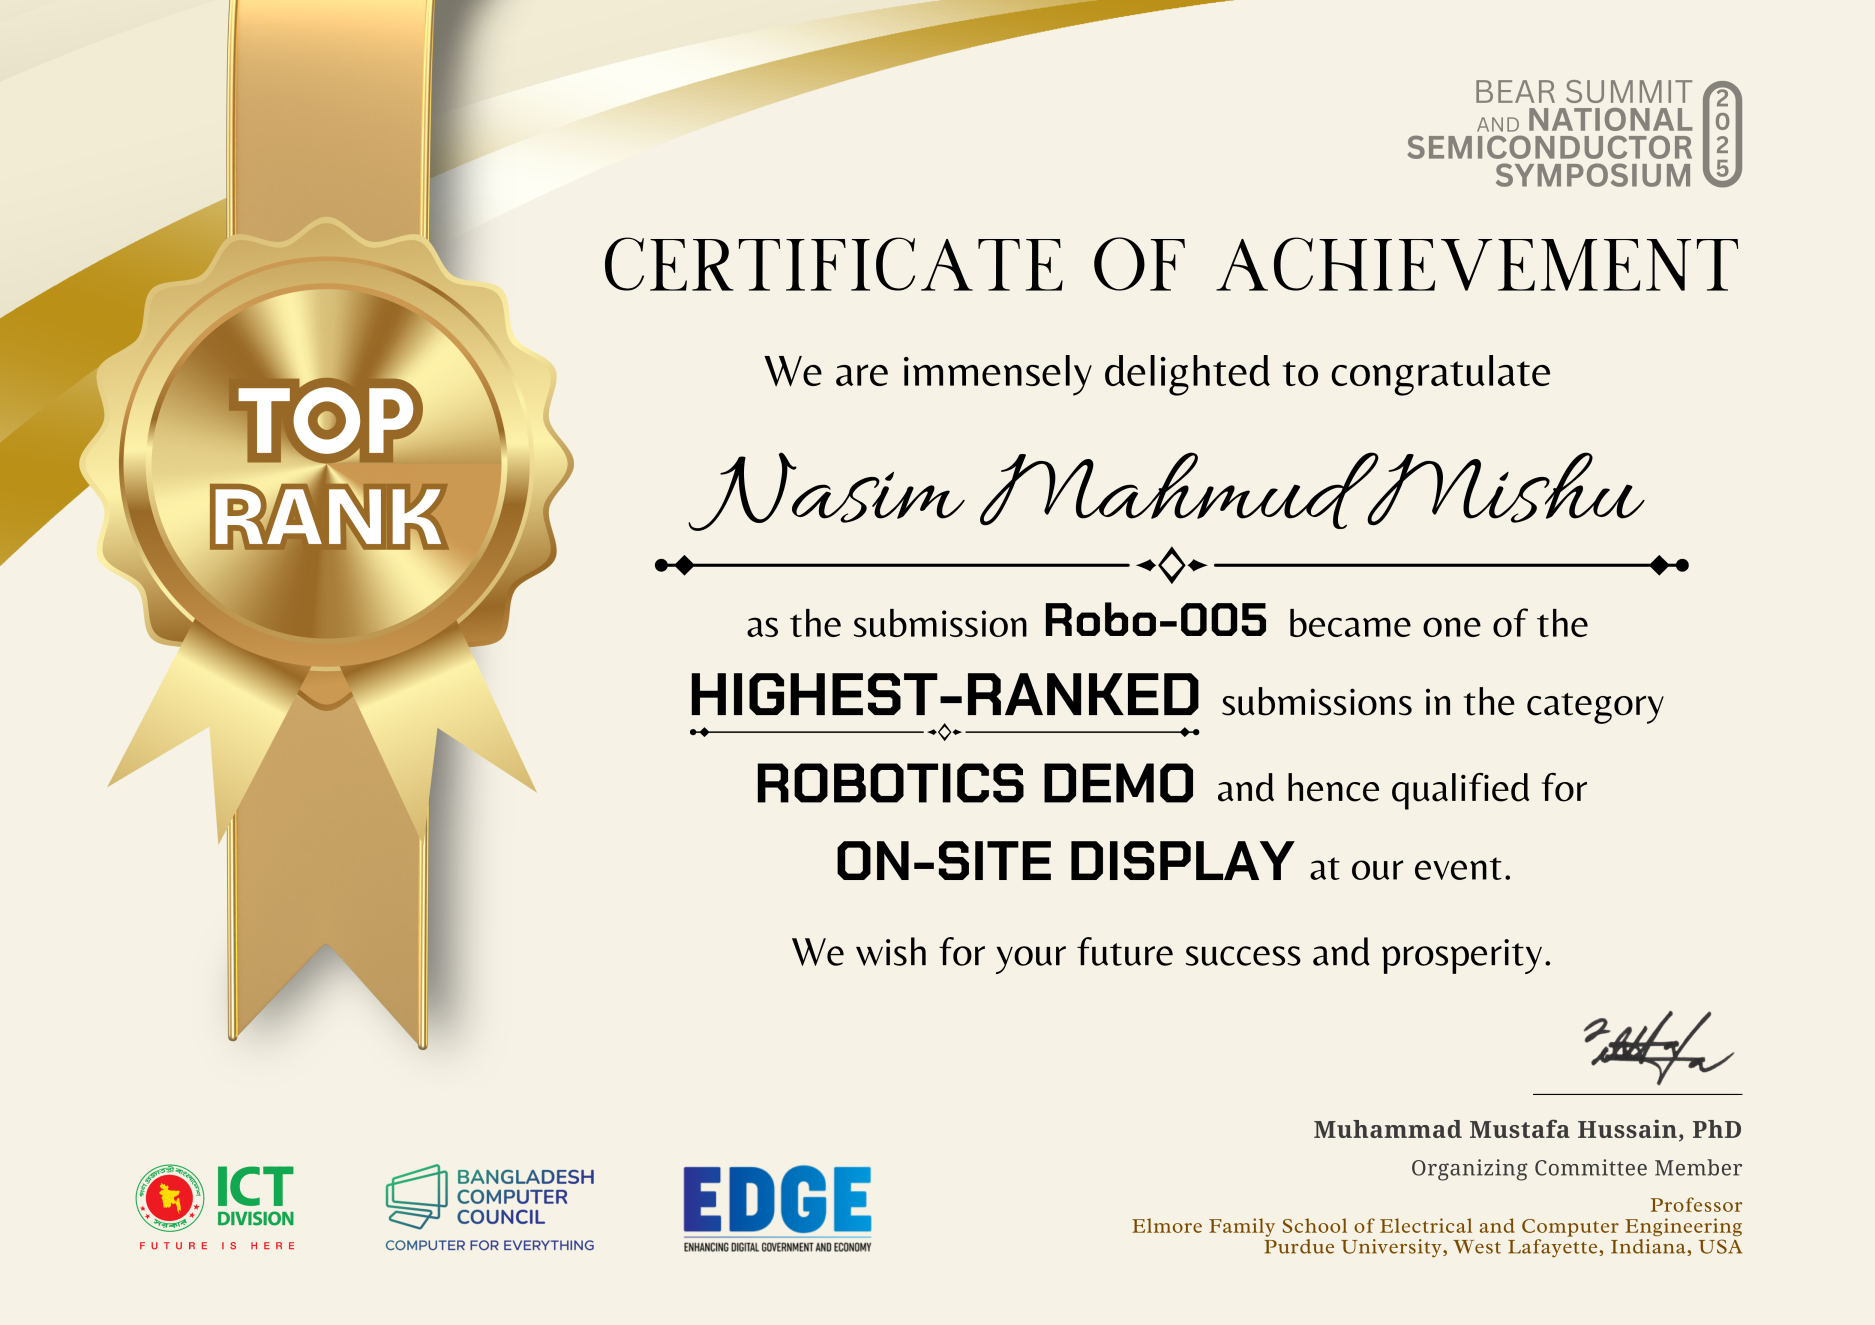 BEAR SUMMIT
AND NATIONAL
SEMICONDUCTOR
SYMPOSIUM
2025
CERTIFICATE OF ACHIEVEMENT
We are immensely delighted to congratulate
TOP
RANK
Nasim Mahmud Mishu
as the submission Robo-005 became one of the
HIGHEST-RANKED submissions in the category
ROBOTICS DEMO and hence qualified for
ON-SITE DISPLAY at our event.
We wish for your future success and prosperity.
Muhammad Mustafa Hussain, PhD
Organizing Committee Member
Professor
Elmore Family School of Electrical and Computer Engineering
Purdue University, West Lafayette, Indiana, USA
ICT
DIVISION
FUTURE IS HERE
BANGLADESH
COMPUTER
COUNCIL
COMPUTER FOR EVERYTHING
EDGE
ENHANCING DIGITAL GOVERNMENT AND ECONOMY